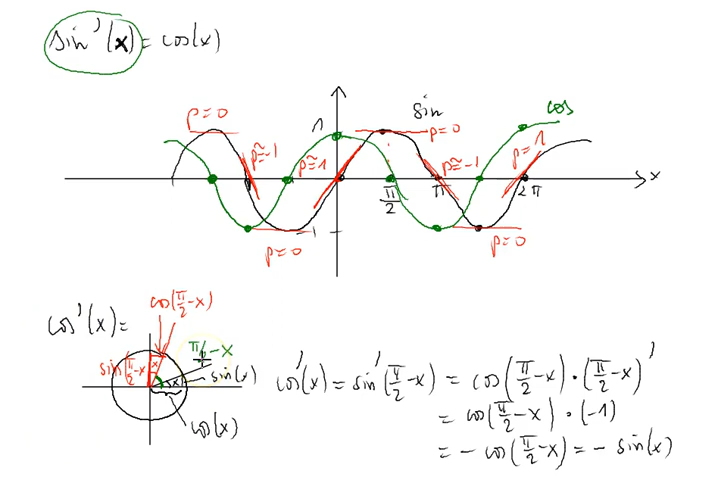 sin'(x) = cos(x)
sin
cos
p=0
1
p=0
p≈-1
p≈1
p≈-1
p≈1
x
π/2
π
2π
-1
p=0
p=0
cos(π/2-x)
cos'(x)=
π/2-x
sin(π/2-x)
x
x
sin(x)
cos(x)
cos'(x) = sin'(π/2-x) = cos(π/2-x)·(π/2-x)'
= cos(π/2-x)·(-1)
= -cos(π/2-x) = -sin(x)